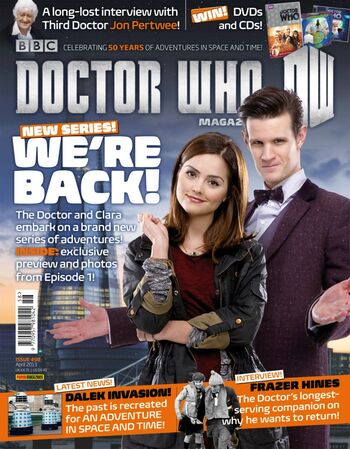 A long-lost interview with
Third Doctor Jon Pertwee!
WIN! DVDs
and CDs!
BBC
CELEBRATING 50 YEARS OF ADVENTURES IN SPACE AND TIME!
DOCTOR WHO DW
MAGAZ
NEW SERIES!
WE'RE
BACK!
The Doctor and Clara
embark on a brand new
series of adventures!
INSIDE: exclusive
preview and photos
from Episode 1!
ISSUE 458
April 2013
LATEST NEWS!
DALEK INVASION!
The past is recreated
for AN ADVENTURE
IN SPACE AND TIME!
INTERVIEW!
FRAZER HINES
The Doctor's longest-
serving companion on
why he wants to return!